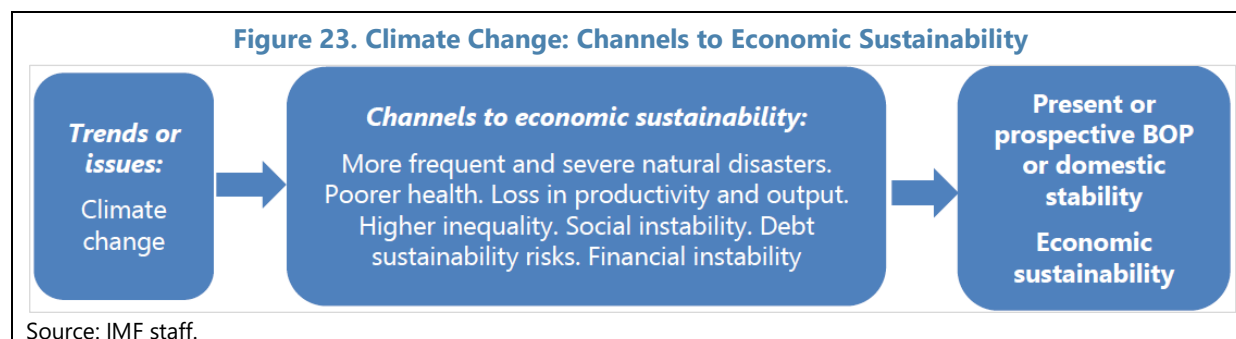 Figure 23. Climate Change: Channels to Economic Sustainability
Trends or
issues:
Climate
change
Channels to economic sustainability:
More frequent and severe natural disasters.
Poorer health. Loss in productivity and output.
Higher inequality. Social instability. Debt
sustainability risks. Financial instability
Present or
prospective BOP
or domestic
stability
Economic
sustainability
Source: IMF staff.